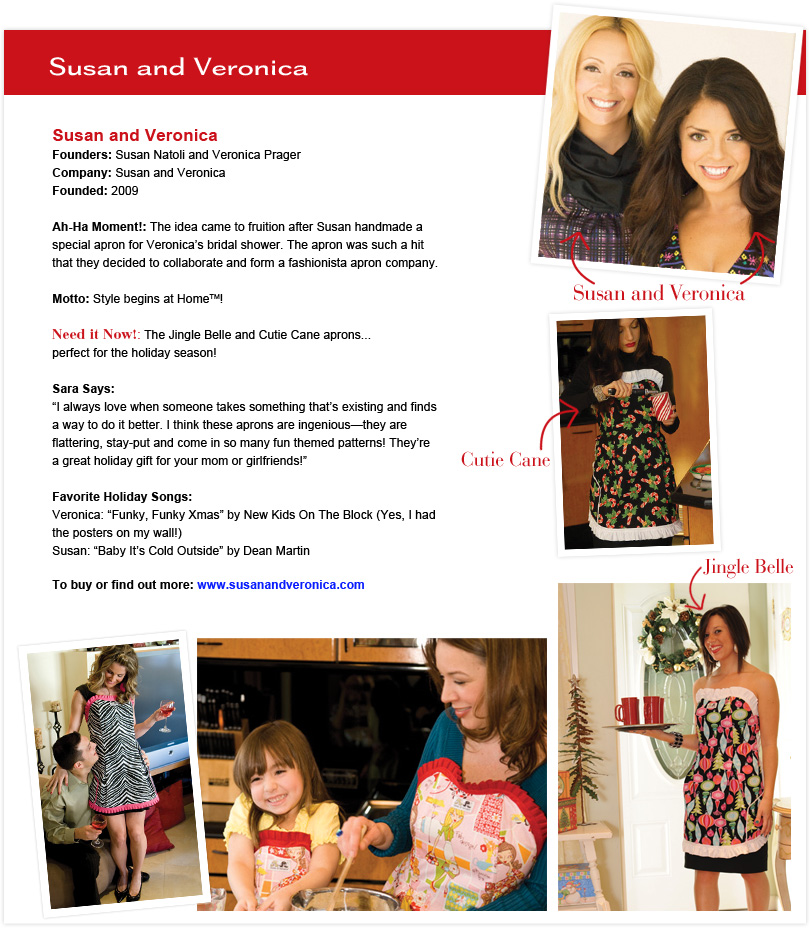 Susan and Veronica
Susan and Veronica
Founders: Susan Natoli and Veronica Prager
Company: Susan and Veronica
Founded: 2009
Ah-Ha Moment!: The idea came to fruition after Susan handmade a
special apron for Veronica's bridal shower. The apron was such a hit
that they decided to collaborate and form a fashionista apron company.
Motto: Style begins at Home™!
Need it Now!: The Jingle Belle and Cutie Cane aprons...
perfect for the holiday season!
Sara Says:
“I always love when someone takes something that's existing and finds
a way to do it better. I think these aprons are ingenious—they are
flattering, stay-put and come in so many fun themed patterns! They're
a great holiday gift for your mom or girlfriends!”
Favorite Holiday Songs:
Veronica: “Funky, Funky Xmas” by New Kids On The Block (Yes, I had
the posters on my wall!)
Susan: “Baby It's Cold Outside” by Dean Martin
To buy or find out more: www.susanandveronica.com
Susan and Veronica
Cutie Cane
Jingle Belle